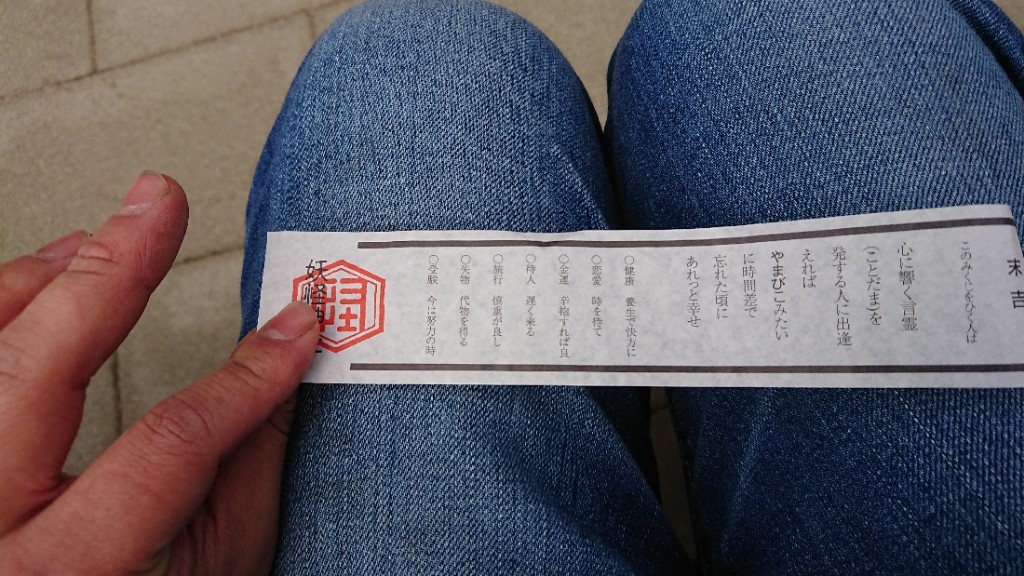 末吉
このみくじをひく人は
心に響く言霊
(ことだま)を
発する人に出逢
えれば
やまびこみたい
に時間差で
忘れた頃に
あれっと幸せ
○健康 養生で快方に
○恋愛 時を待て
○金運 辛抱すれば良
○待人 遅く来る
○旅行 慎重が良し
○失物 代物を得る
○受験 今は努力の時
妖怪神